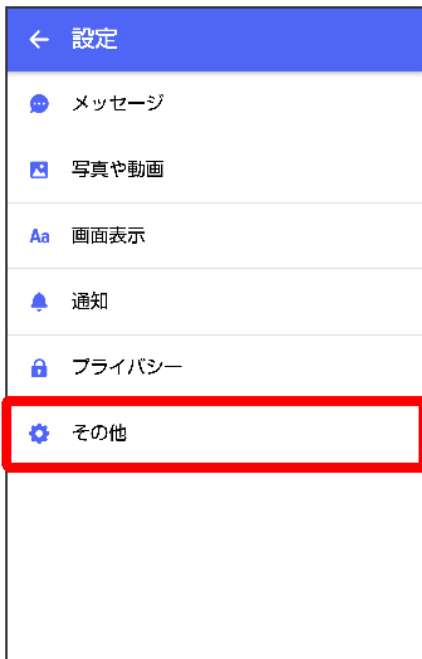 設定
メッセージ
写真や動画
Aa 画面表示
通知
プライバシー
その他